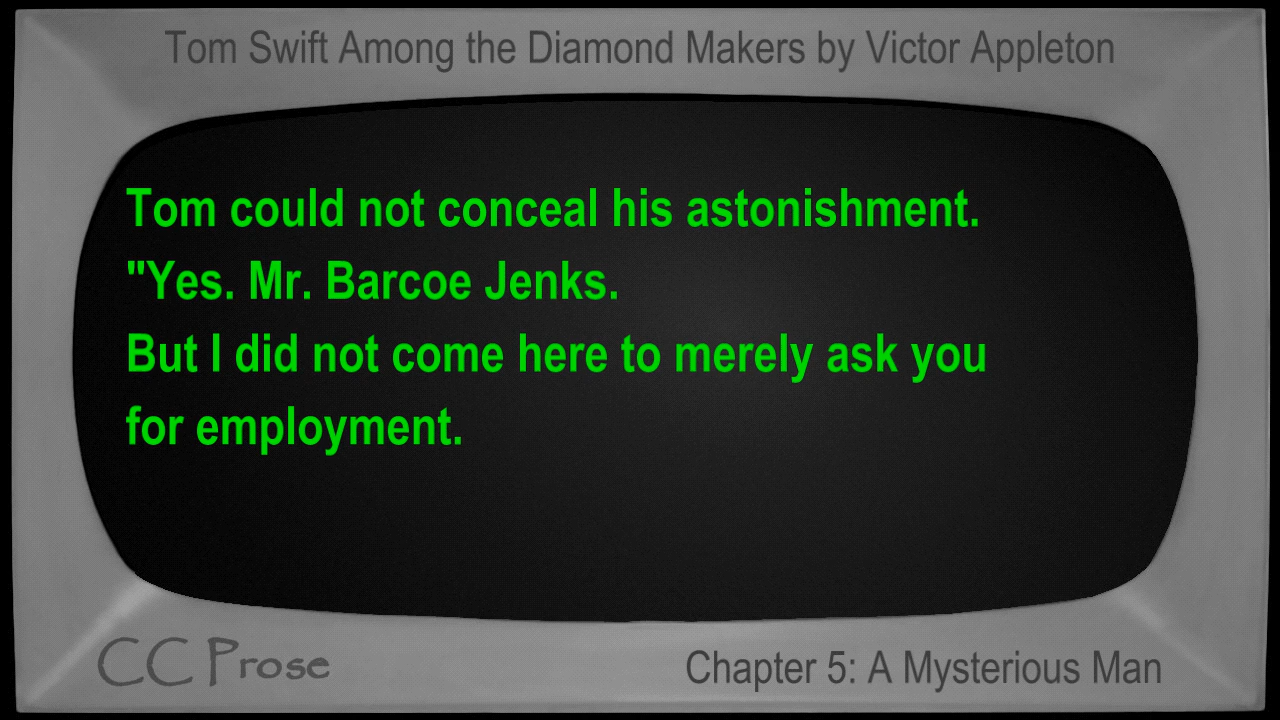 Tom Swift Among the Diamond Makers by Victor Appleton
Tom could not conceal his astonishment.
"Yes. Mr. Barcoe Jenks.
But I did not come here to merely ask you
for employment.
CC Prose
Chapter 5: A Mysterious Man